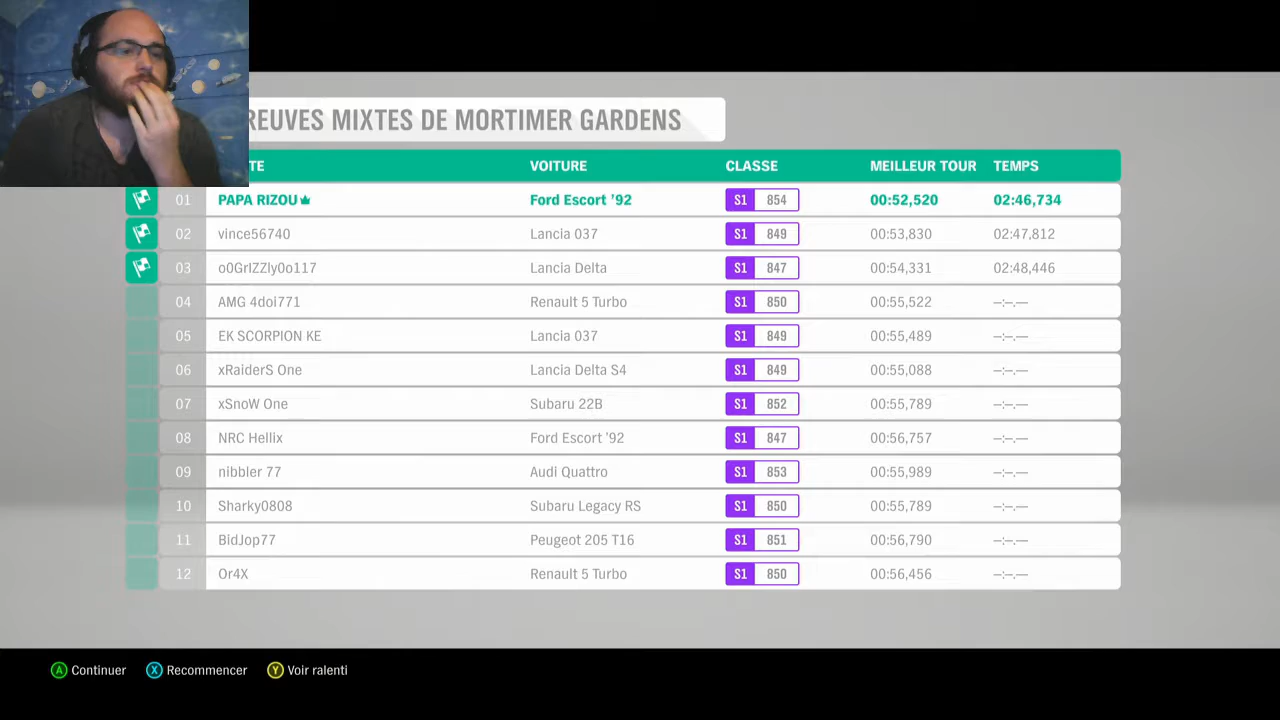 REUVES MIXTES DE MORTIMER GARDENS
TE VOITURE CLASSE MEILLEUR TOUR TEMPS
01 PAPA RIZOU Ford Escort '92 S1 854 00:52,520 02:46,734
02 vince56740 Lancia 037 S1 849 00:53,830 02:47,812
03 o0GrIZZly0o117 Lancia Delta S1 847 00:54,331 02:48,446
04 AMG 4doi771 Renault 5 Turbo S1 850 00:55,522 --:--.---
05 EK SCORPION KE Lancia 037 S1 849 00:55,489 --:--.---
06 xRaiderS One Lancia Delta S4 S1 849 00:55,088 --:--.---
07 xSnoW One Subaru 22B S1 852 00:55,789 --:--.---
08 NRC Hellix Ford Escort '92 S1 847 00:56,757 --:--.---
09 nibbler 77 Audi Quattro S1 853 00:55,989 --:--.---
10 Sharky0808 Subaru Legacy RS S1 850 00:55,789 --:--.---
11 BidJop77 Peugeot 205 T16 S1 851 00:56,790 --:--.---
12 Or4X Renault 5 Turbo S1 850 00:56,456 --:--.---
A Continuer X Recommencer Y Voir ralenti